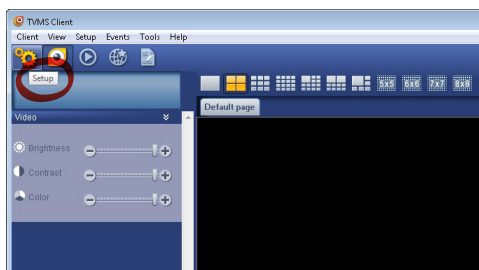 TVMS Client
Client View Setup Events Tools Help
Setup
5x5 6x6 7x7 8x8
Default page
Video
Brightness
Contrast
Color